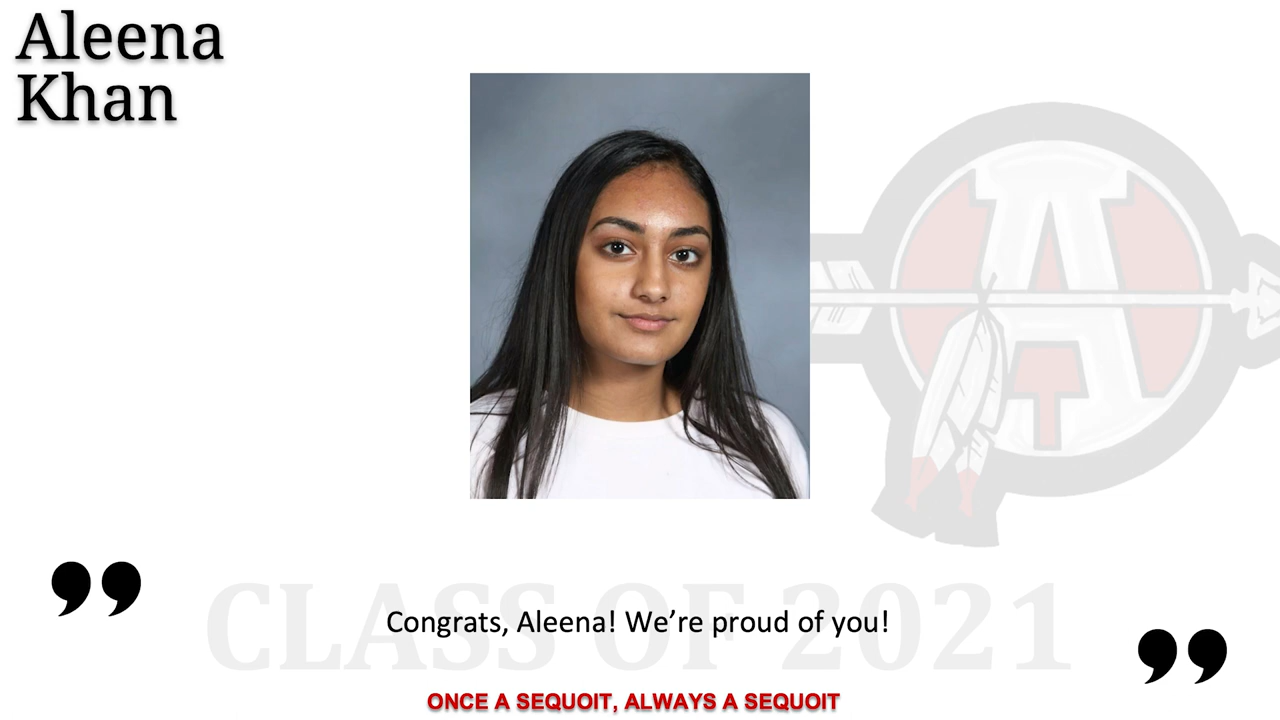 Aleena
Khan
A
CLASS OF 2021
” Congrats, Aleena! We’re proud of you! ”
ONCE A SEQUOIT, ALWAYS A SEQUOIT